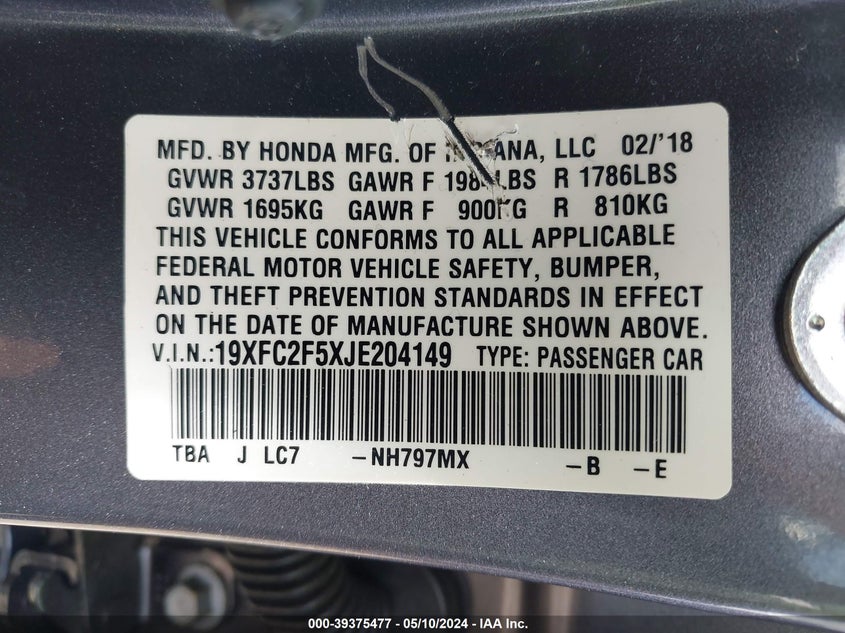 MFD. BY HONDA MFG. OF INDIANA, LLC 02/'18
GVWR 3737LBS GAWR F LBS R 1786LBS
GVWR 1695KG GAWR F 900KG R 810KG
THIS VEHICLE CONFORMS TO ALL APPLICABLE
FEDERAL MOTOR VEHICLE SAFETY, BUMPER,
AND THEFT PREVENTION STANDARDS IN EFFECT
ON THE DATE OF MANUFACTURE SHOWN ABOVE.
V.I.N.:19XFC2F5XJE204149 TYPE: PASSENGER CAR
TBA J LC7 -NH797MX -B -E
000-39375477 - 05/10/2024 - IAA Inc.